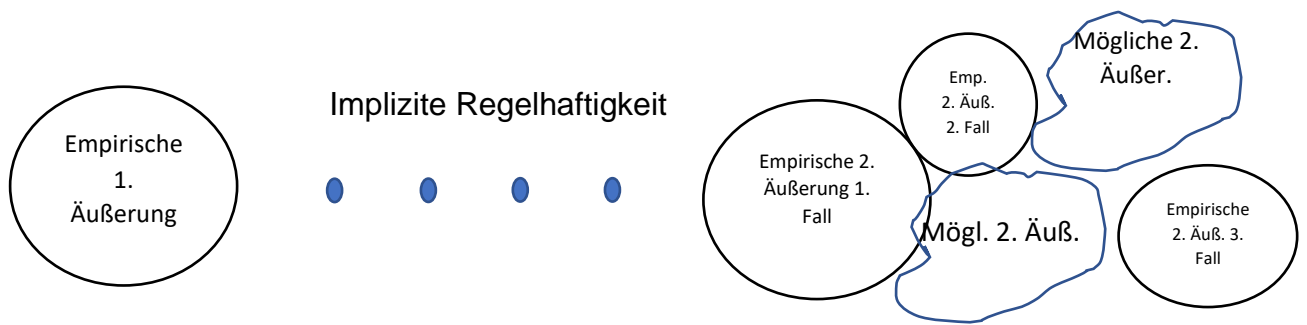 Empirische
1.
Äußerung
Implizite Regelhaftigkeit
Empirische 2.
Äußerung 1.
Fall
Emp.
2. Äuß.
2. Fall
Mögliche 2.
Äußer.
Mögl. 2. Äuß.
Empirische
2. Äuß. 3.
Fall